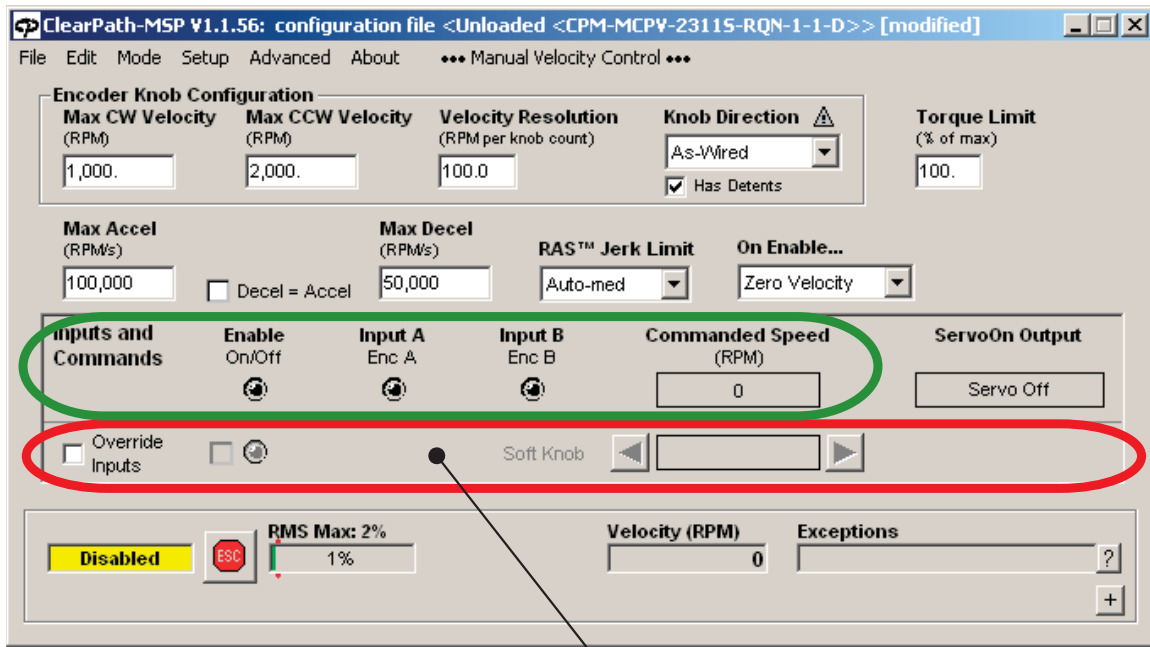 ClearPath-MSP V1.1.56: configuration file <Unloaded <CPM-MCPV-2311S-RQN-1-1-D>> [modified]
File Edit Mode Setup Advanced About ••• Manual Velocity Control •••
Encoder Knob Configuration
Max CW Velocity Max CCW Velocity Velocity Resolution Knob Direction Torque Limit
(RPM) (RPM) (RPM per knob count) (% of max)
As-Wired
1,000. 2,000. 100.0 100.
Has Detents
Max Accel Max Decel
(RPM/s) (RPM/s) RAS™ Jerk Limit On Enable...
100,000 Decel = Accel 50,000 Auto-med Zero Velocity
Inputs and Enable Input A Input B Commanded Speed ServoOn Output
Commands On/Off Enc A Enc B (RPM)
0 Servo Off
Override
Inputs Soft Knob
RMS Max: 2% Velocity (RPM) Exceptions
Disabled ESC 1% 0 ?
+